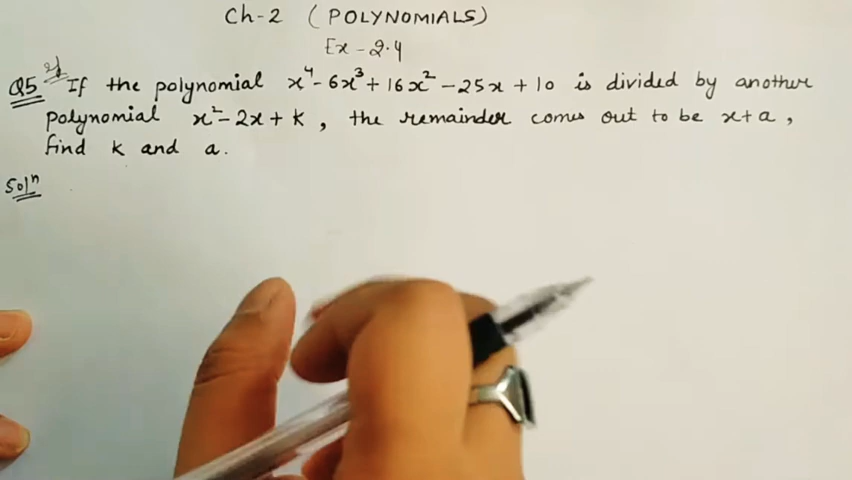 Ch-2 (POLYNOMIALS)
Ex - 2.4
Q5 If the polynomial x⁴ - 6x³ + 16x² - 25x + 10 is divided by another
polynomial x² - 2x + k, the remainder comes out to be x + a,
find k and a.
Solⁿ